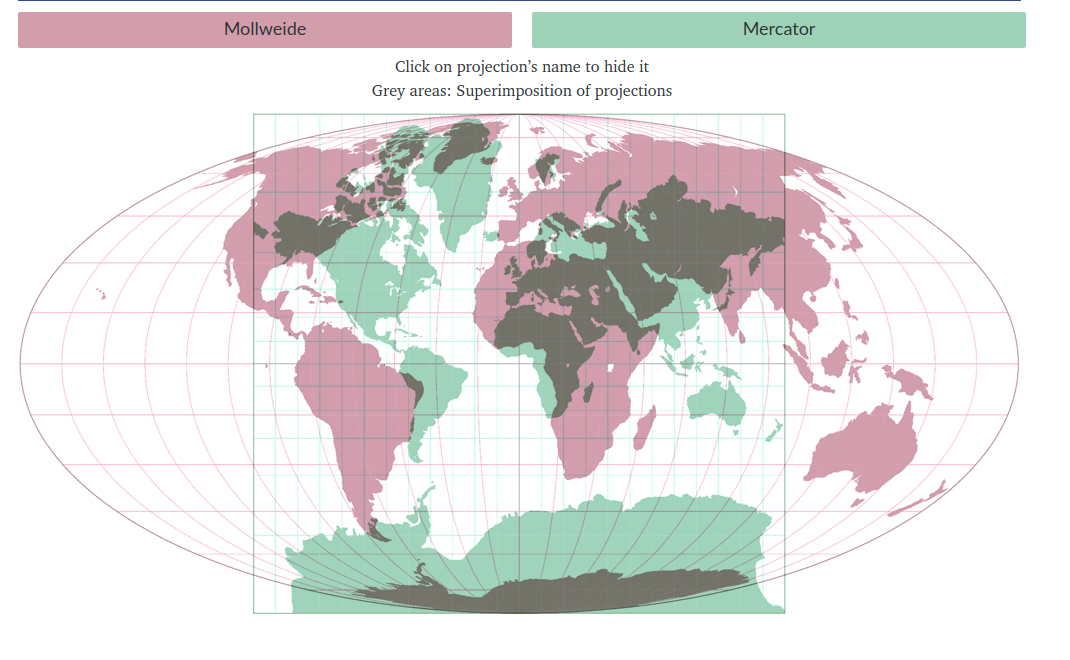 Mollweide
Mercator
Click on projection’s name to hide it
Grey areas: Superimposition of projections